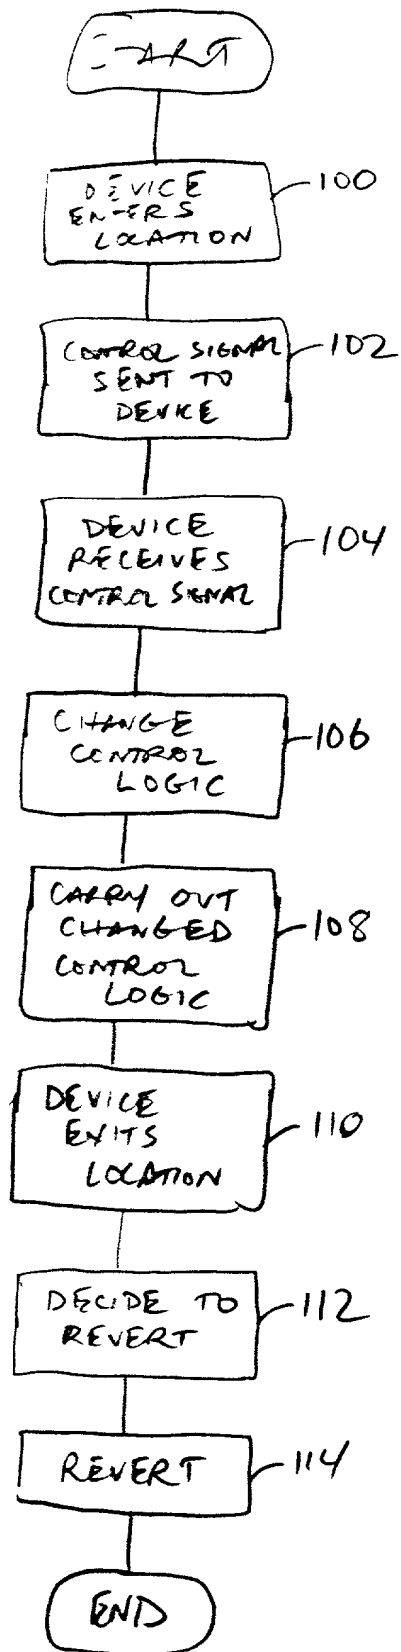 START
DEVICE
ENTERS
LOCATION
100
CONTROL SIGNAL
SENT TO
DEVICE
102
DEVICE
RECEIVES
CONTROL SIGNAL
104
CHANGE
CONTROL
LOGIC
106
CARRY OUT
CHANGED
CONTROL
LOGIC
108
DEVICE
EXITS
LOCATION
110
DECIDE TO
REVERT
112
REVERT
114
END